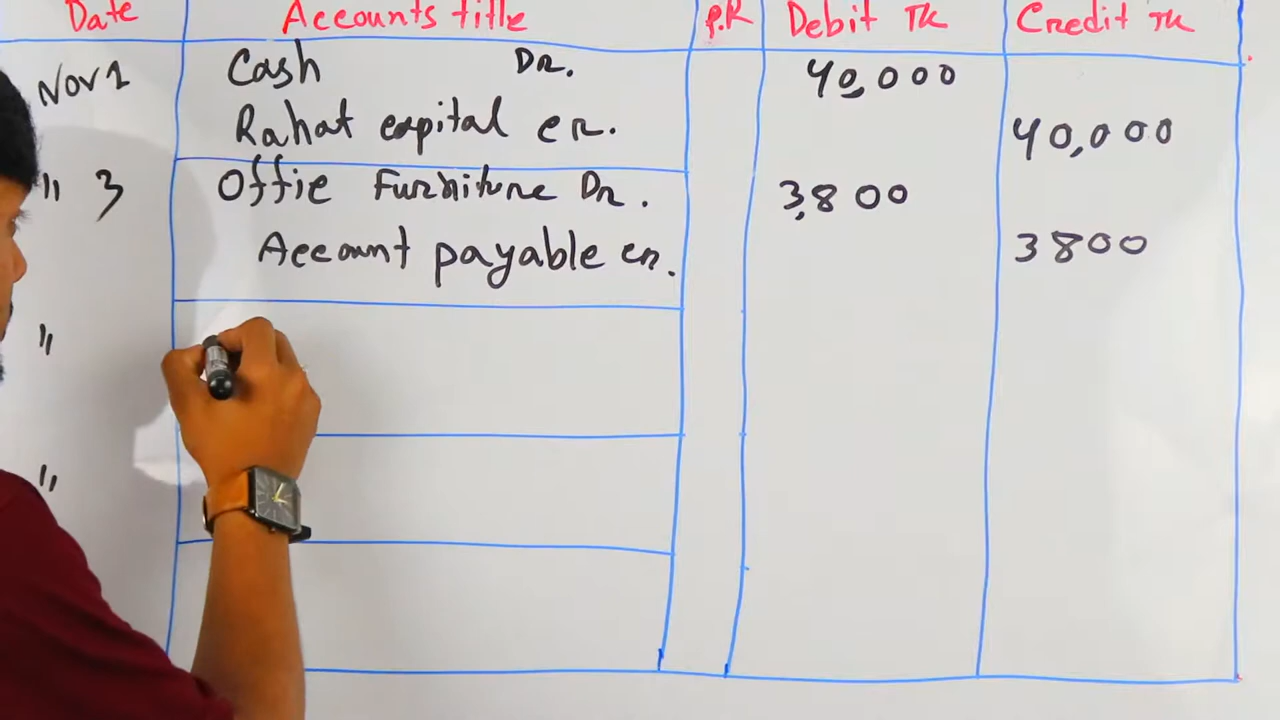 Date Accounts title P.R Debit Tk Credit Tk
Nov 1 Cash Dr. 40,000
Rahat capital cr. 40,000
" 3 Offie Furniture Dr. 3,800
Account payable cr. 3800
"
"